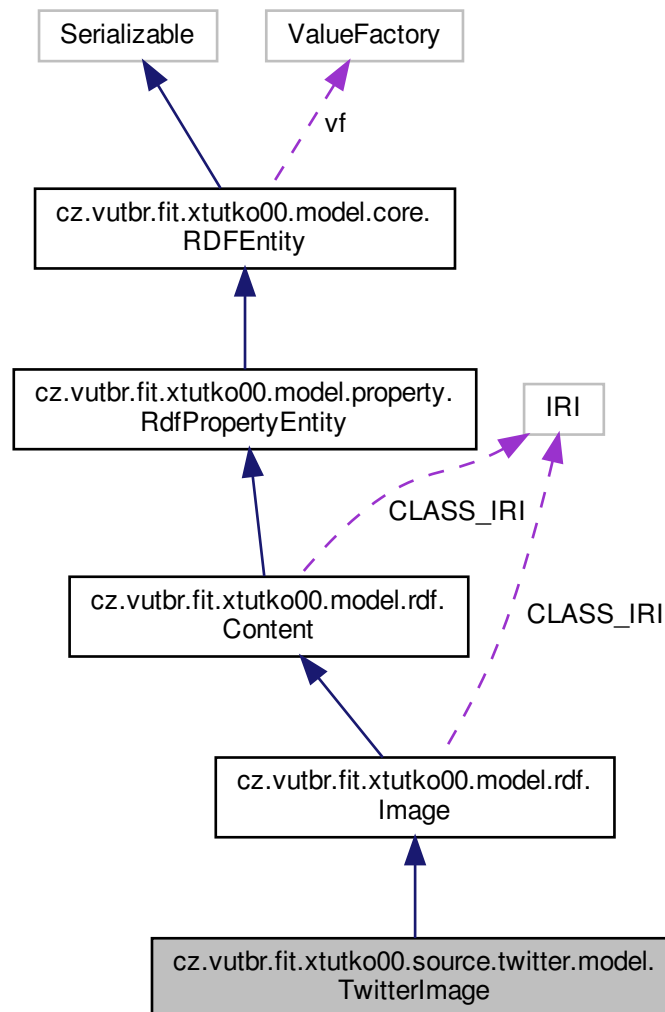 Serializable
ValueFactory
vf
cz.vutbr.fit.xtutko00.model.core.
RDFEntity
cz.vutbr.fit.xtutko00.model.property.
RdfPropertyEntity
IRI
CLASS_IRI
cz.vutbr.fit.xtutko00.model.rdf.
Content
CLASS_IRI
cz.vutbr.fit.xtutko00.model.rdf.
Image
cz.vutbr.fit.xtutko00.source.twitter.model.
TwitterImage